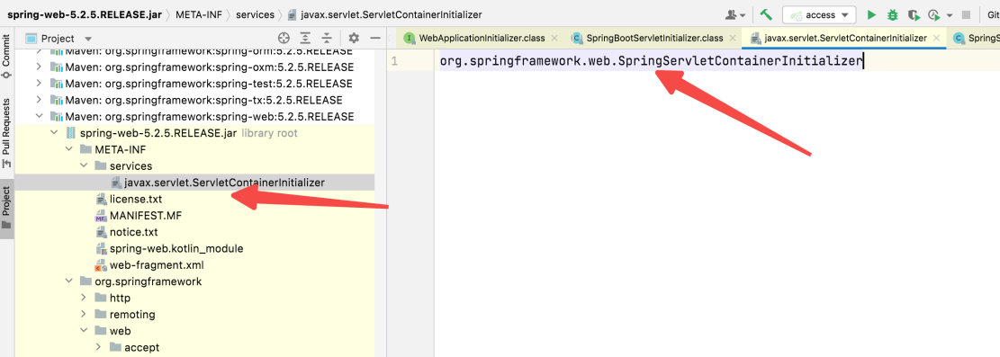 spring-web-5.2.5.RELEASE.jar META-INF services javax.servlet.ServletContainerInitializer access Git
Project
WebApplicationInitializer.class SpringBootServletInitializer.class javax.servlet.ServletContainerInitializer SpringS
Commit
Pull Requests
Project
Maven: org.springframework:spring-orm:5.2.5.RELEASE
Maven: org.springframework:spring-oxm:5.2.5.RELEASE
Maven: org.springframework:spring-test:5.2.5.RELEASE
Maven: org.springframework:spring-tx:5.2.5.RELEASE
Maven: org.springframework:spring-web:5.2.5.RELEASE
spring-web-5.2.5.RELEASE.jar library root
META-INF
services
javax.servlet.ServletContainerInitializer
license.txt
MANIFEST.MF
notice.txt
spring-web.kotlin_module
web-fragment.xml
org.springframework
http
remoting
web
accept
1 org.springframework.web.SpringServletContainerInitializer